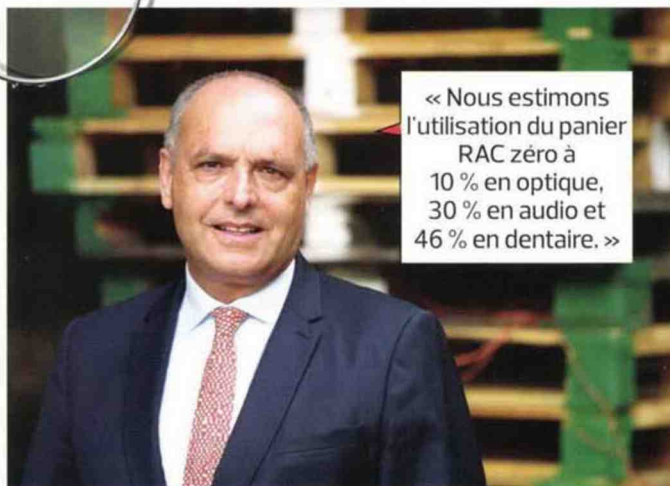 « Nous estimons
l'utilisation du panier
RAC zéro à
10 % en optique,
30 % en audio et
46 % en dentaire. »